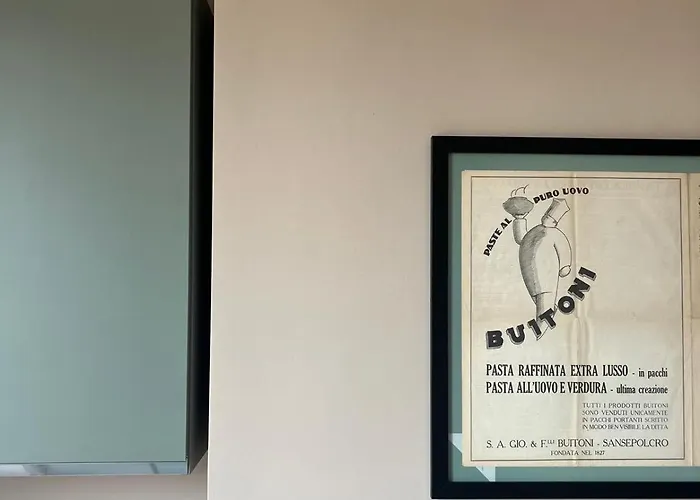 PASTE AL PURO UOVO
BUITONI
PASTA RAFFINATA EXTRA LUSSO - in pacchi
PASTA ALL'UOVO E VERDURA - ultima creazione
TUTTI I PRODOTTI BUITONI
SONO VENDUTI UNICAMENTE
IN PACCHI PORTANTI SCRITTO
IN MODO BEN VISIBILE LA DITTA
S. A. GIO. & F.LLI BUITONI - SANSEPOLCRO
FONDATA NEL 1827